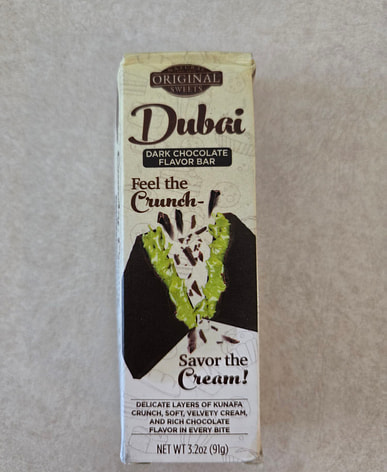 NATURAL
ORIGINAL
SWEETS
Dubai
DARK CHOCOLATE
FLAVOR BAR
Feel the
Crunch-
Savor the
Cream!
DELICATE LAYERS OF KUNAFA
CRUNCH, SOFT, VELVETY CREAM,
AND RICH CHOCOLATE
FLAVOR IN EVERY BITE
NET WT 3.2oz (91g)